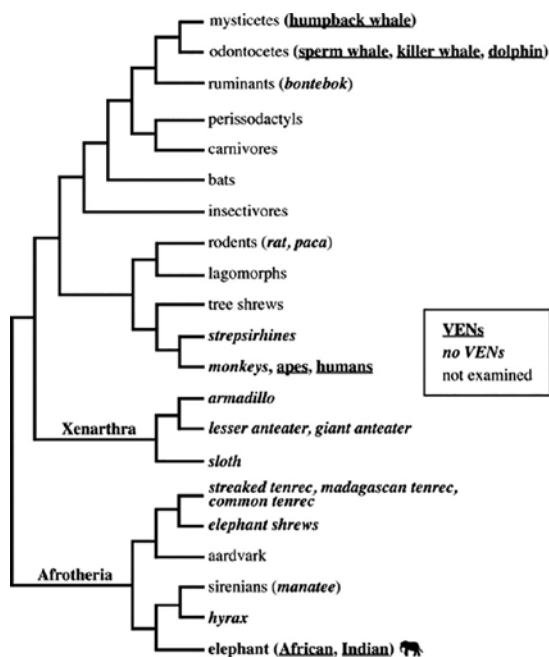 mysticetes (humpback whale)
odontocetes (sperm whale, killer whale, dolphin)
ruminants (bontebok)
perissodactyls
carnivores
bats
insectivores
rodents (rat, paca)
lagomorphs
tree shrews
strepsirhines
monkeys, apes, humans
VENs
no VENs
not examined
armadillo
Xenarthra
lesser anteater, giant anteater
sloth
streaked tenrec, madagascan tenrec,
common tenrec
elephant shrews
aardvark
Afrotheria
sirenians (manatee)
hyrax
elephant (African, Indian)